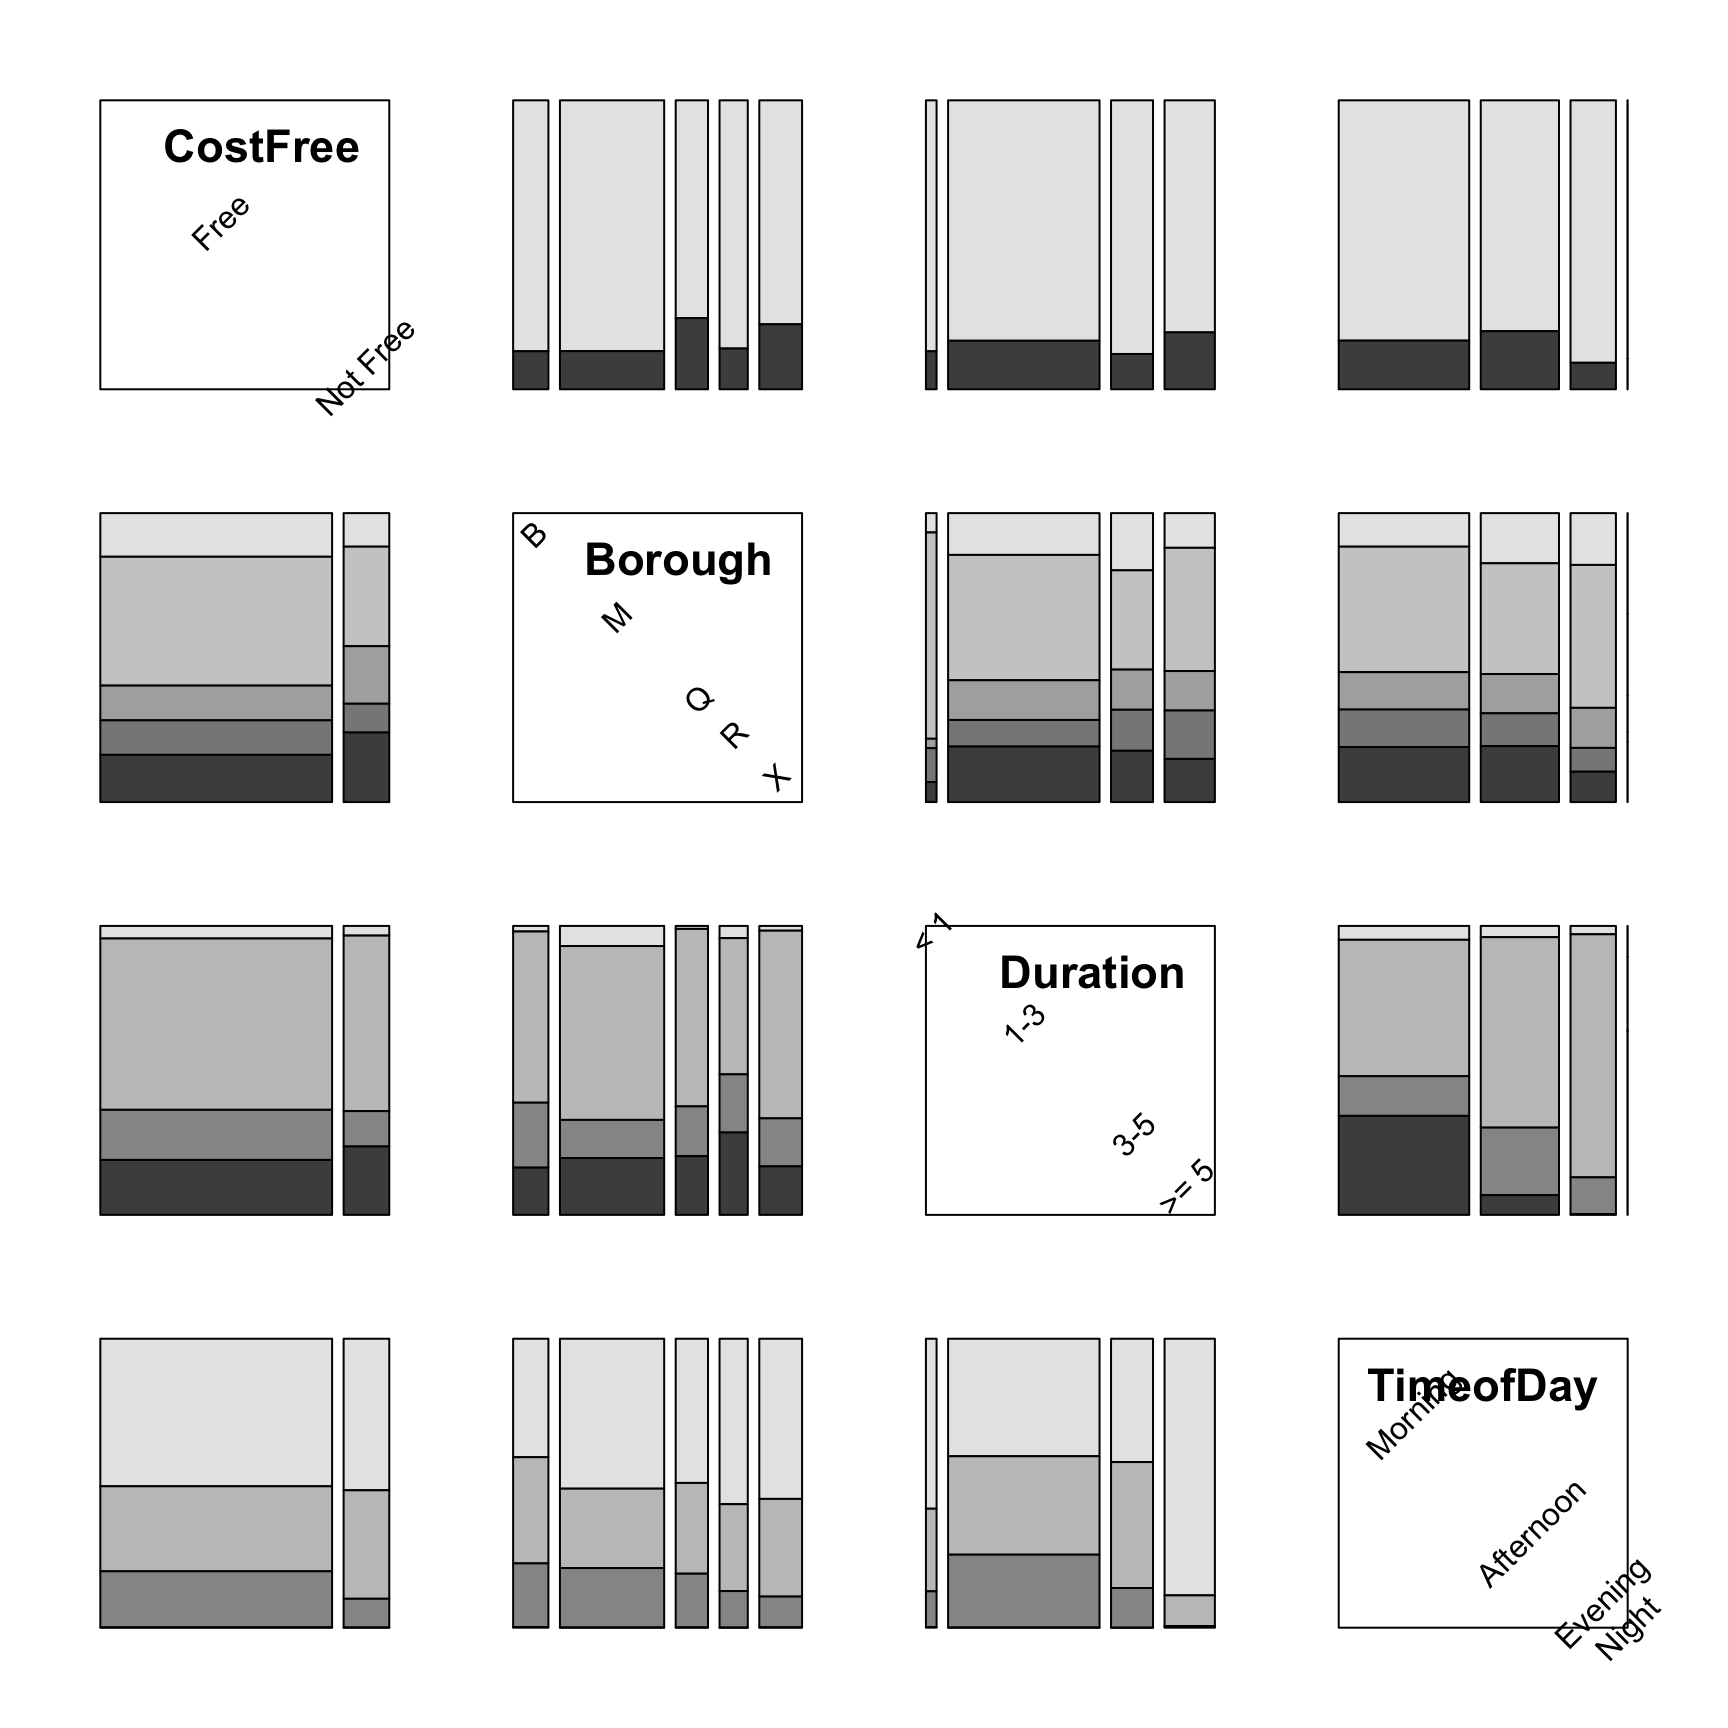 CostFree
Free
Not Free
B
Borough
M
Q
R
X
< 1
Duration
1-3
3-5
>= 5
TimeofDay
Morning
Afternoon
Evening
Night